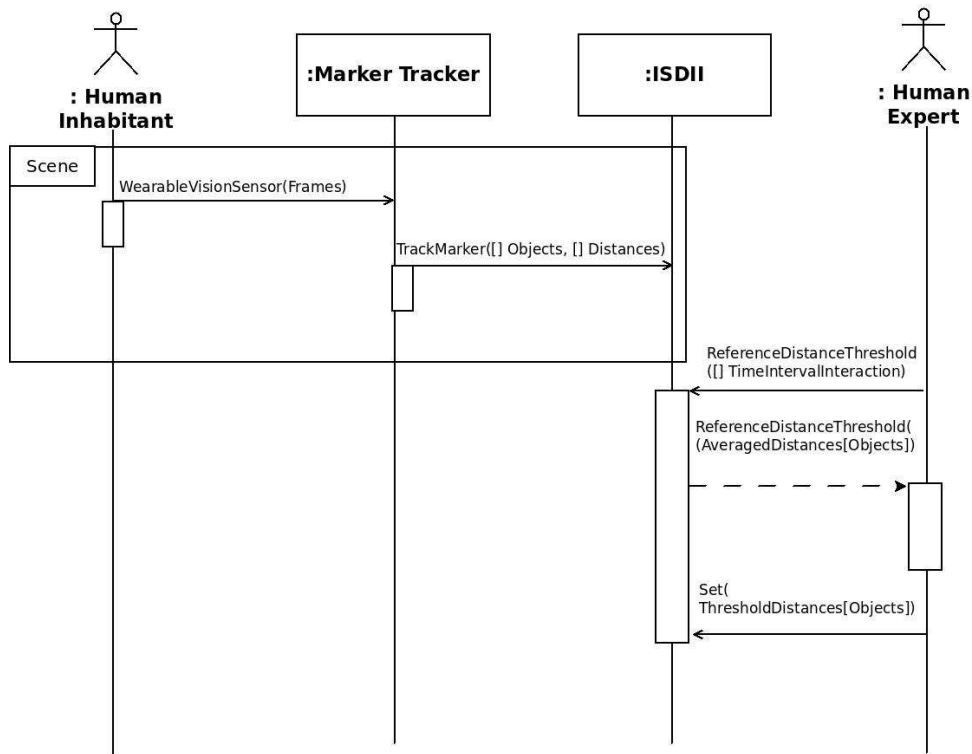 : Human
Inhabitant
:Marker Tracker
:ISDII
: Human
Expert
Scene
WearableVisionSensor(Frames)
TrackMarker([] Objects, [] Distances)
ReferenceDistanceThreshold
([] TimeIntervalInteraction)
ReferenceDistanceThreshold(
(AveragedDistances[Objects])
Set(
ThresholdDistances[Objects])